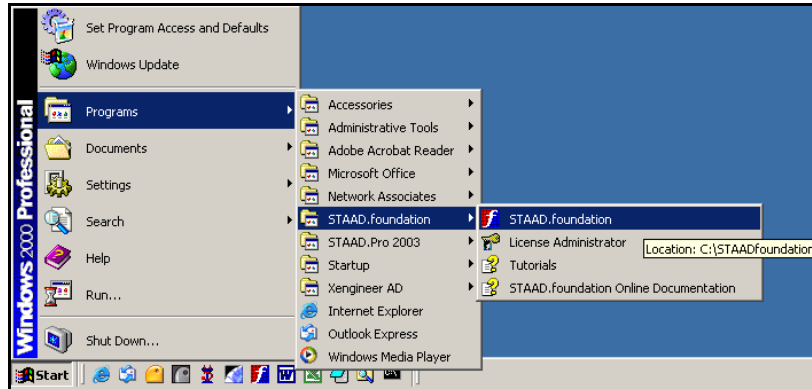 Set Program Access and Defaults
Windows Update
Programs
Documents
Settings
Search
Help
Run...
Shut Down...
Windows 2000 Professional
Accessories
Administrative Tools
Adobe Acrobat Reader
Microsoft Office
Network Associates
STAAD.foundation
STAAD.Pro 2003
Startup
Xengineer AD
Internet Explorer
Outlook Express
Windows Media Player
STAAD.foundation
License Administrator
Tutorials
STAAD.foundation Online Documentation
Location: C:\STAADfoundation
Start